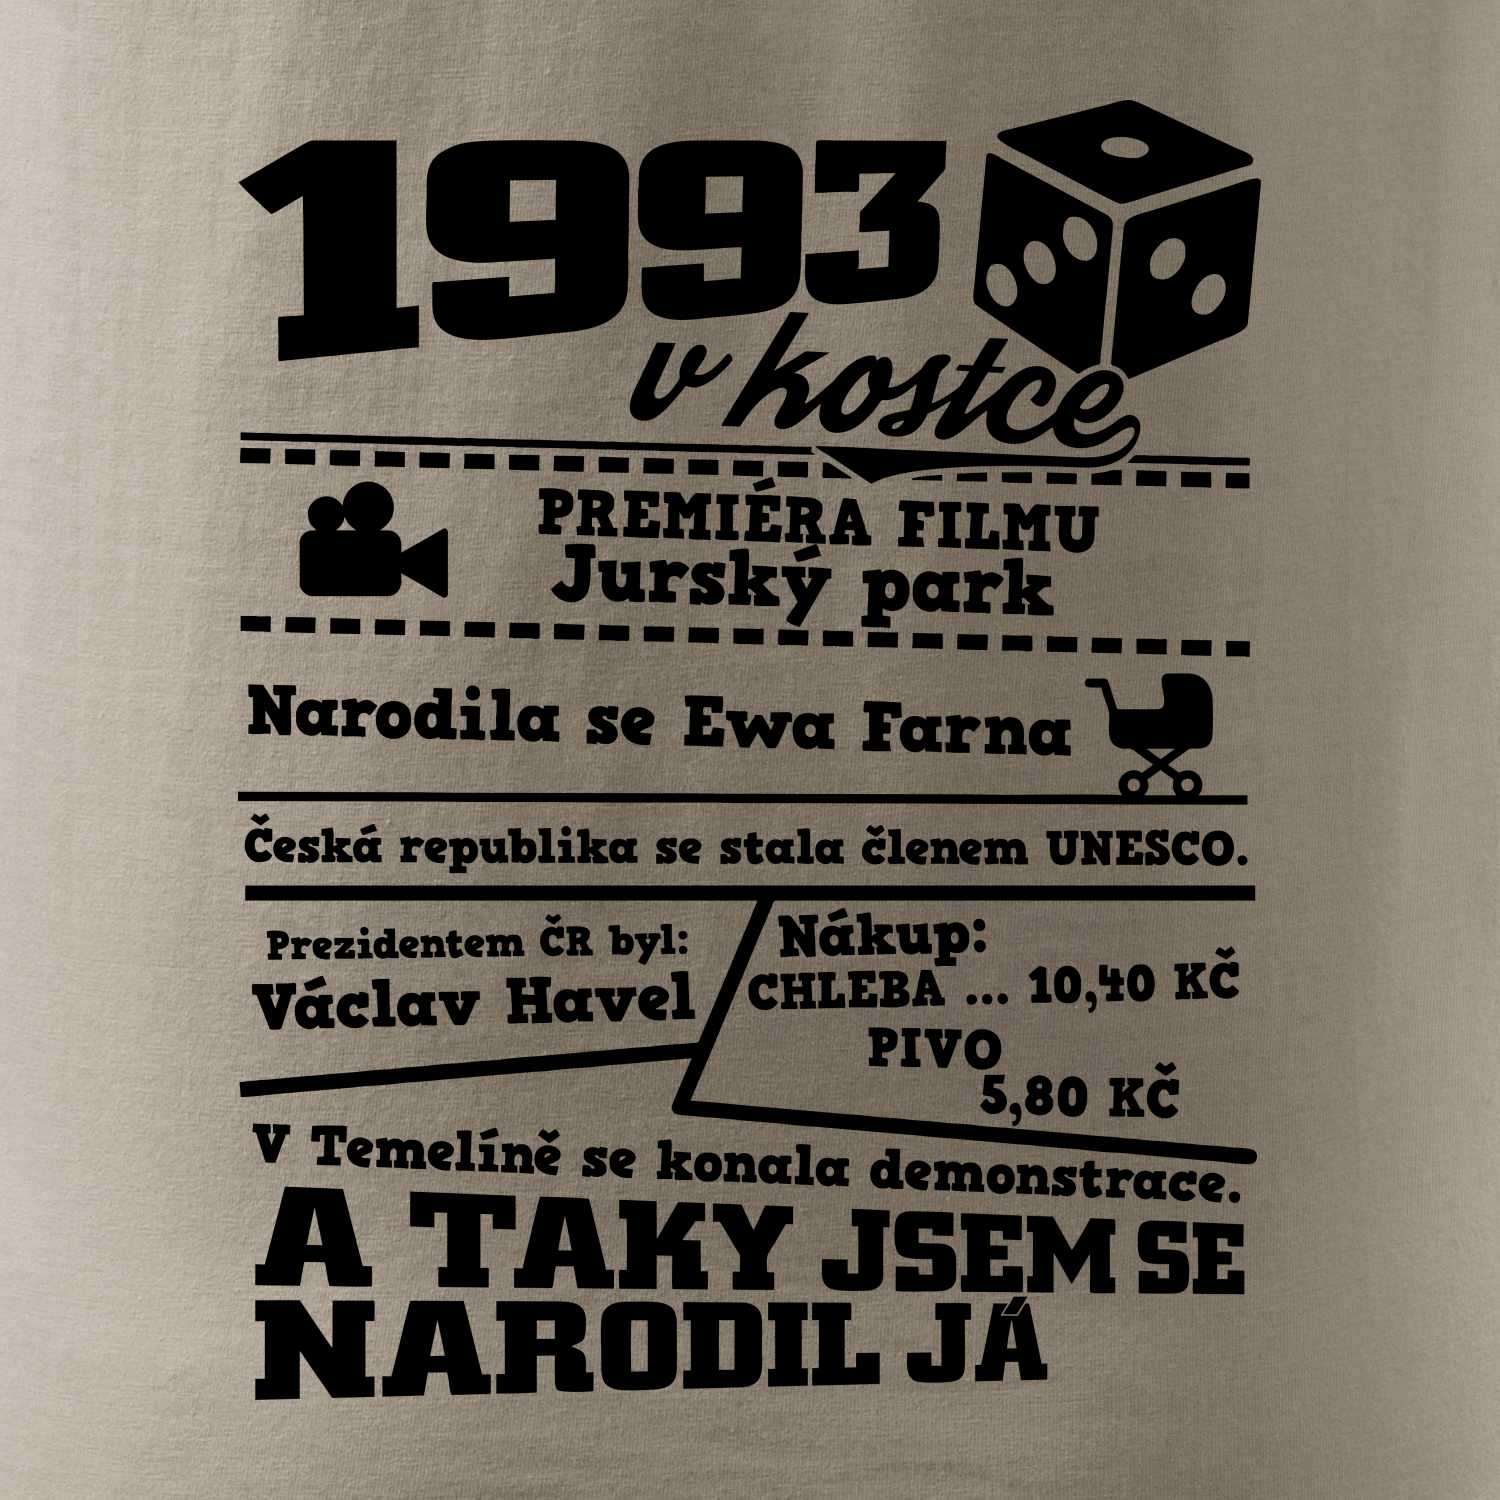 1993
v kostce
PREMIÉRA FILMU
Jurský park
Narodila se Ewa Farna
Česká republika se stala členem UNESCO.
Prezidentem ČR byl:
Václav Havel
Nákup:
CHLEBA ... 10,40 KČ
PIVO
5,80 KČ
V Temelíně se konala demonstrace.
A TAKY JSEM SE
NARODIL JÁ